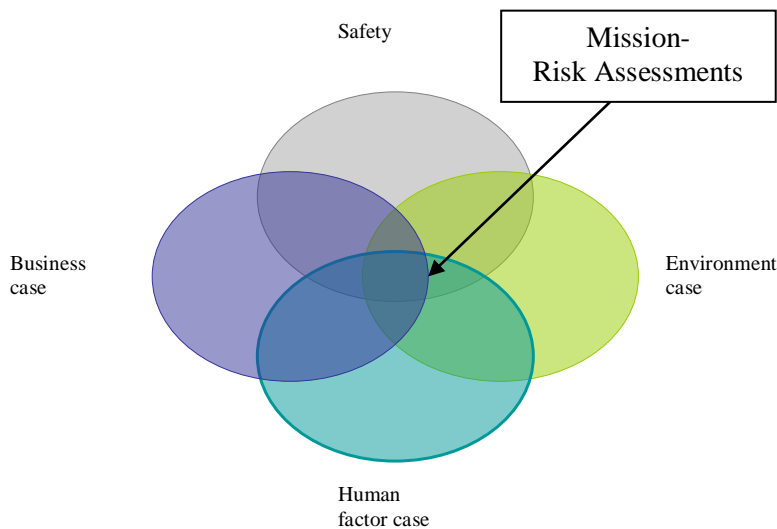 Safety
Mission-
Risk Assessments
Business
case
Environment
case
Human
factor case